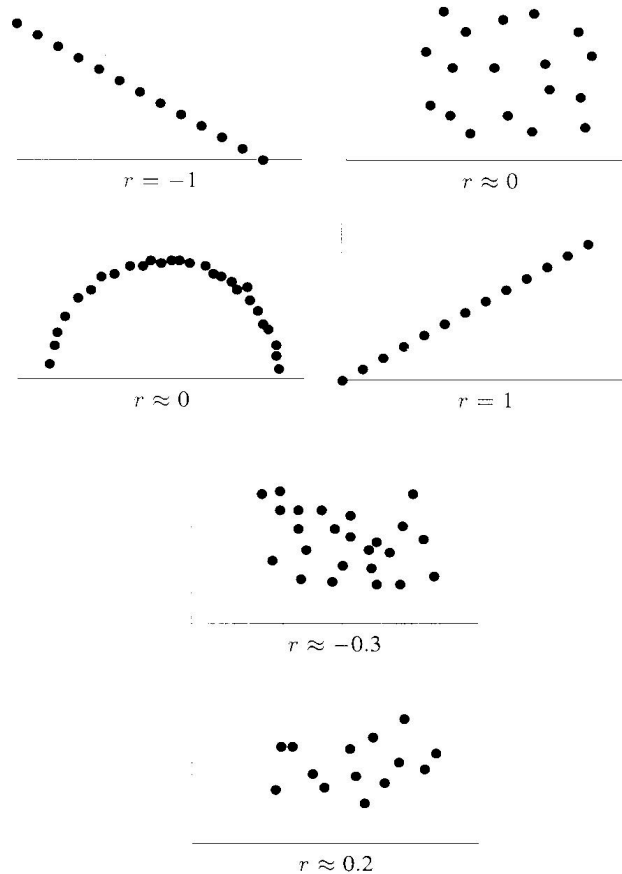 r = −1
r ≈ 0
r ≈ 0
r = 1
r ≈ −0.3
r ≈ 0.2